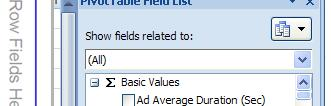 PivotTable Field List
Row Fields He
Show fields related to:
(All)
Σ Basic Values
Ad Average Duration (Sec)